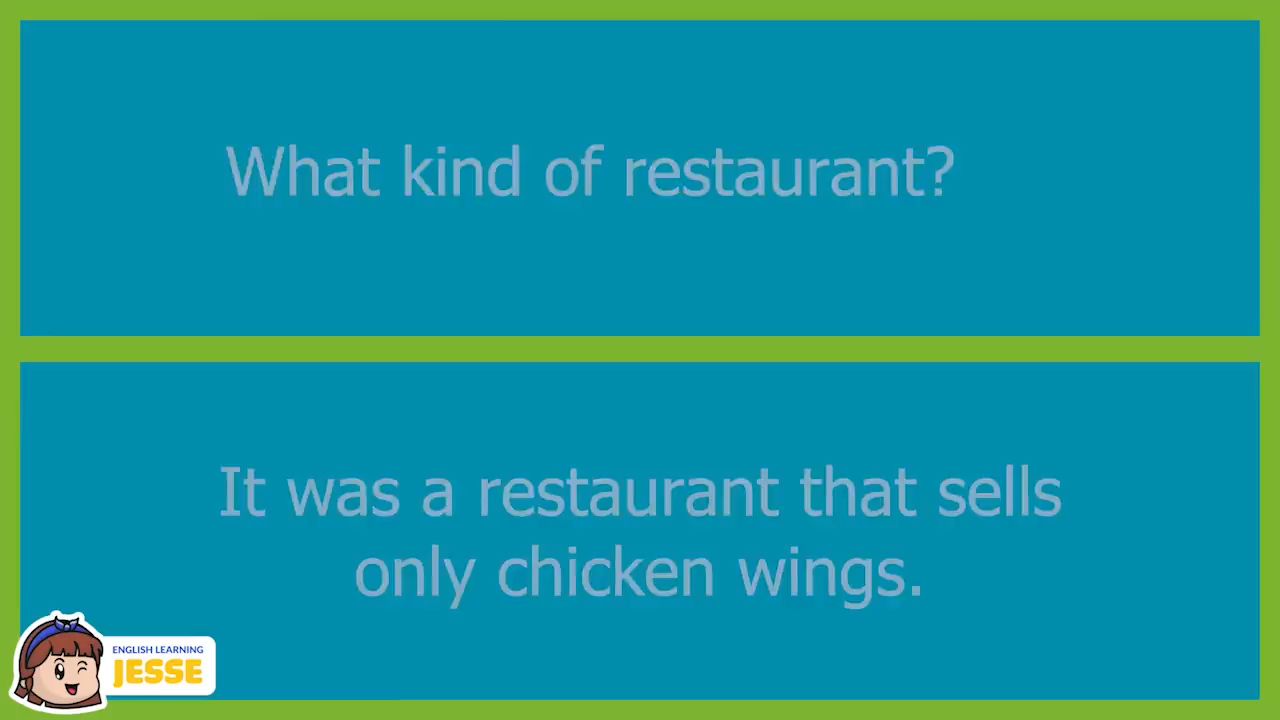 What kind of restaurant?
It was a restaurant that sells
only chicken wings.
ENGLISH LEARNING
JESSE